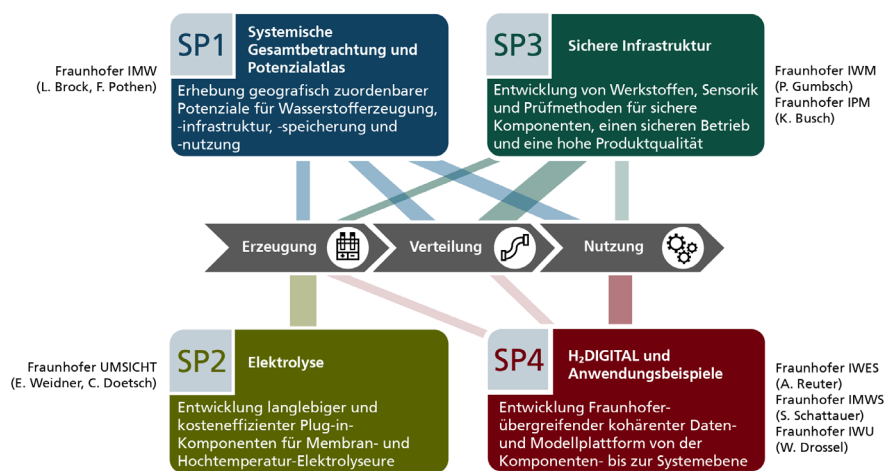 SP1
Systemische
Gesamtbetrachtung und
Potenzialatlas
Fraunhofer IMW
(L. Brock, F. Pothen)
Erhebung geografisch zuordenbarer
Potenziale für Wasserstofferzeugung,
-infrastruktur, -speicherung und
-nutzung
SP3
Sichere Infrastruktur
Entwicklung von Werkstoffen, Sensorik
und Prüfmethoden für sichere
Komponenten, einen sicheren Betrieb
und eine hohe Produktqualität
Fraunhofer IWM
(P. Gumbsch)
Fraunhofer IPM
(K. Busch)
Erzeugung
Verteilung
Nutzung
SP2
Elektrolyse
Fraunhofer UMSICHT
(E. Weidner, C. Doetsch)
Entwicklung langlebiger und
kosteneffizienter Plug-in-
Komponenten für Membran- und
Hochtemperatur-Elektrolyseure
SP4
H₂DIGITAL und
Anwendungsbeispiele
Entwicklung Fraunhofer-
übergreifender kohärenter Daten-
und Modellplattform von der
Komponenten- bis zur Systemebene
Fraunhofer IWES
(A. Reuter)
Fraunhofer IMWS
(S. Schattauer)
Fraunhofer IWU
(W. Drossel)